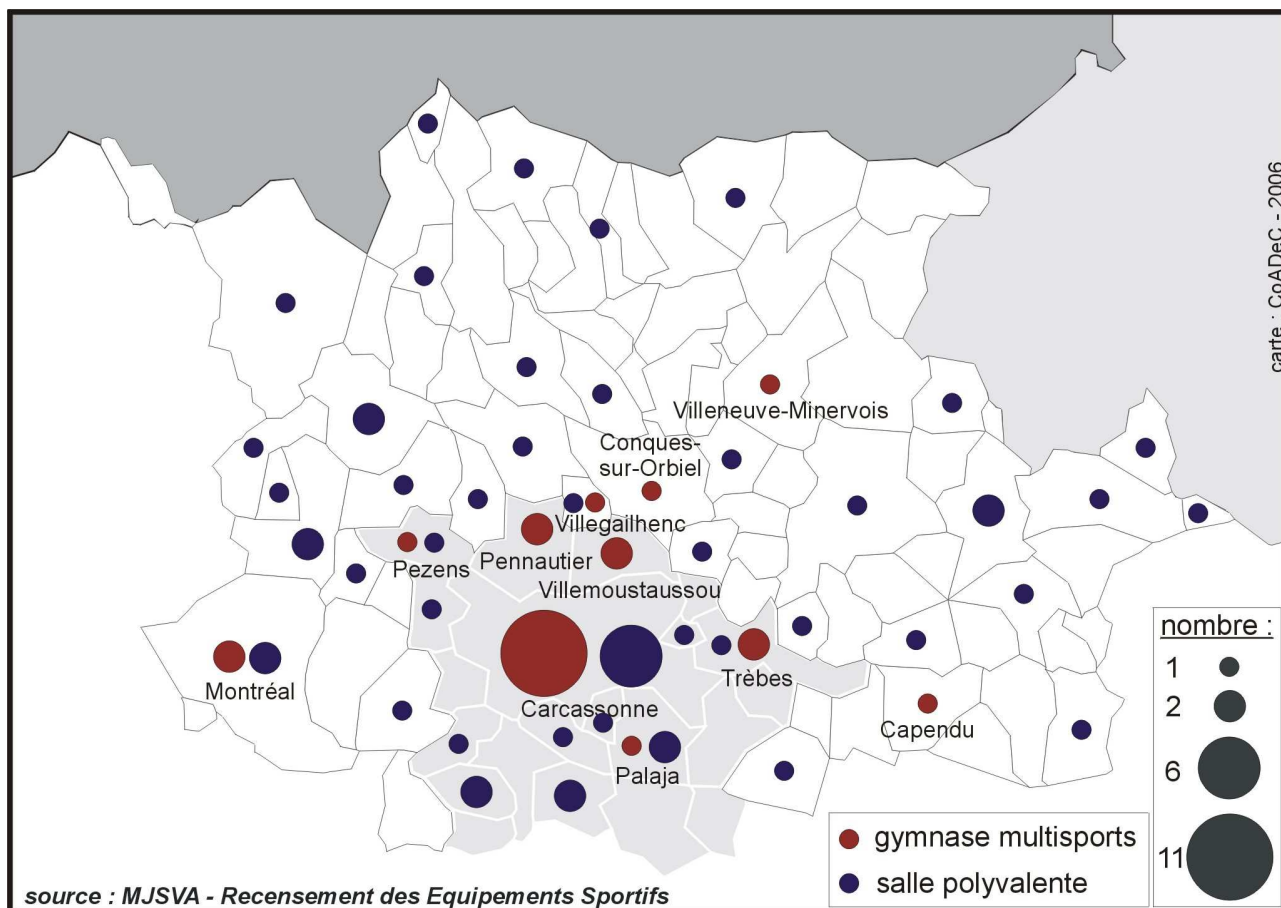 carte : CoADeC - 2006
Villeneuve-Minervois
Conques-
sur-Orbiel
Villegailhenc
Pennautier
Pezens
Villemoustaussou
Montréal
Trèbes
Carcassonne
Capendu
Palaja
nombre :
1
2
6
11
gymnase multisports
salle polyvalente
source : MJSVA - Recensement des Equipements Sportifs